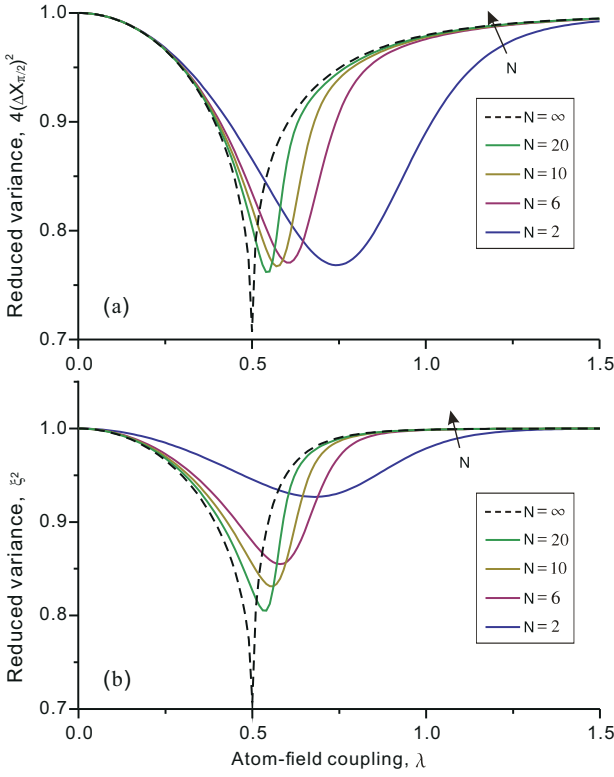 1.0
0.9
0.8
0.7
Reduced variance, 4(ΔX π/2)²
N
N = ∞
N = 20
N = 10
N = 6
N = 2
(a)
0.0 0.5 1.0 1.5
1.0
0.9
0.8
0.7
Reduced variance, ξ²
N
N = ∞
N = 20
N = 10
N = 6
N = 2
(b)
0.0 0.5 1.0 1.5
Atom-field coupling, λ